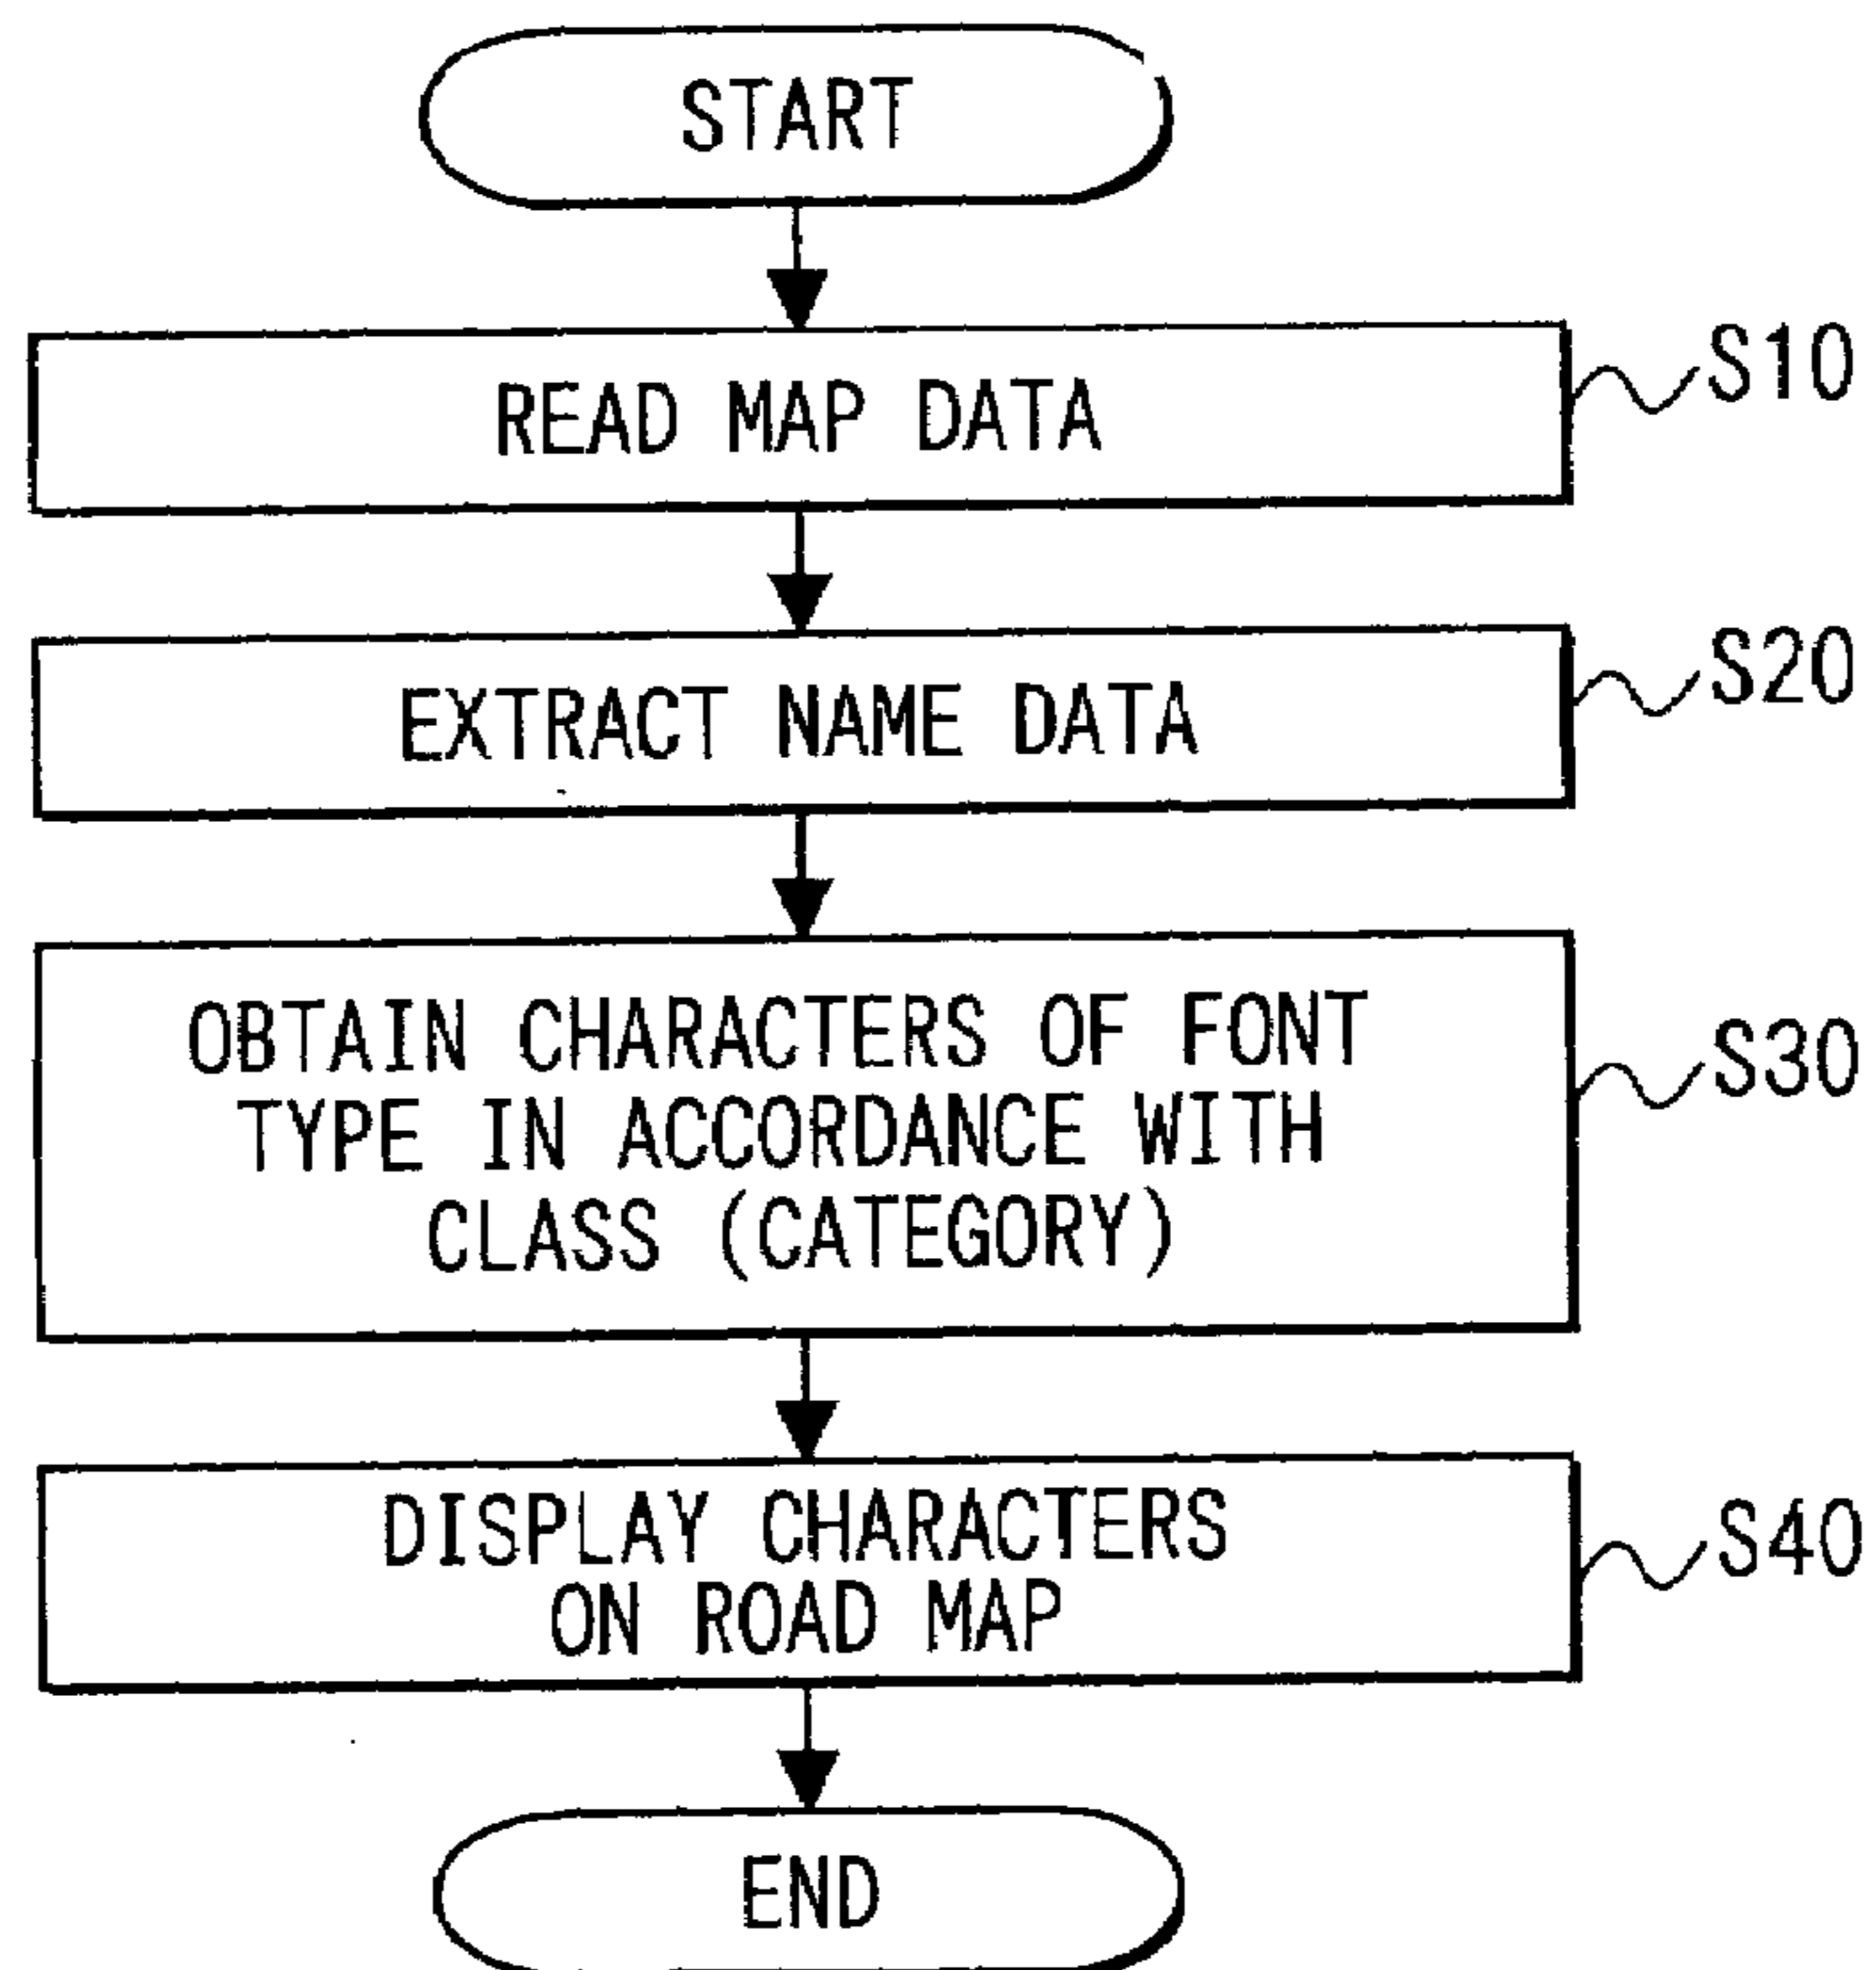 START
READ MAP DATA
S10
EXTRACT NAME DATA
S20
OBTAIN CHARACTERS OF FONT
TYPE IN ACCORDANCE WITH
CLASS (CATEGORY)
S30
DISPLAY CHARACTERS
ON ROAD MAP
S40
END